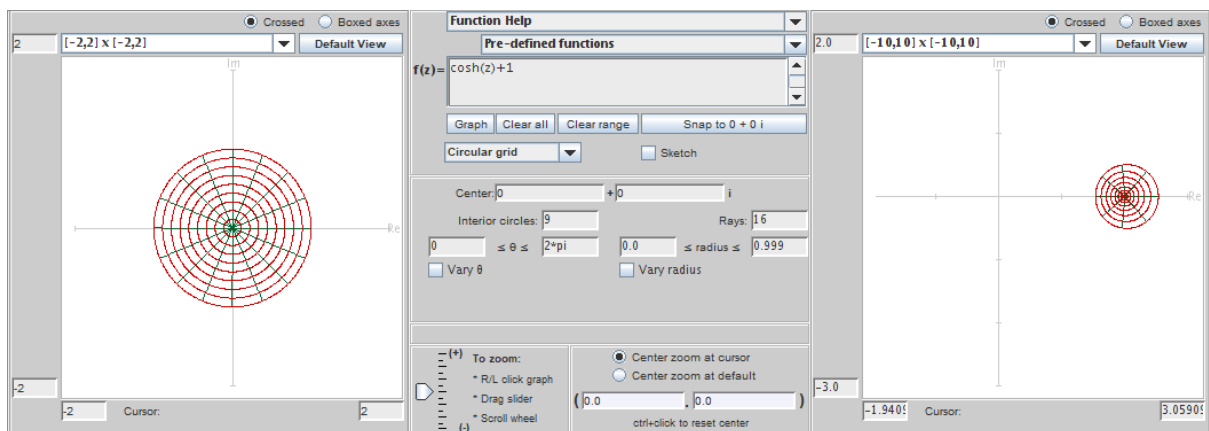 Crossed Boxed axes
2 [-2,2] x [-2,2] Default View
Im
Re
-2
-2 Cursor: 2
Function Help
Pre-defined functions
f(z)= cosh(z)+1
Graph Clear all Clear range Snap to 0 + 0 i
Circular grid Sketch
Center: 0 + 0 i
Interior circles: 9 Rays: 16
0 ≤ θ ≤ 2*pi 0.0 ≤ radius ≤ 0.999
Vary θ Vary radius
(+) To zoom:
* R/L click graph
* Drag slider
* Scroll wheel
(-)
Center zoom at cursor
Center zoom at default
( 0.0 , 0.0 )
ctrl+click to reset center
Crossed Boxed axes
2.0 [-10,10] x [-10,10] Default View
Im
Re
-3.0
-1.9409 Cursor: 3.0590